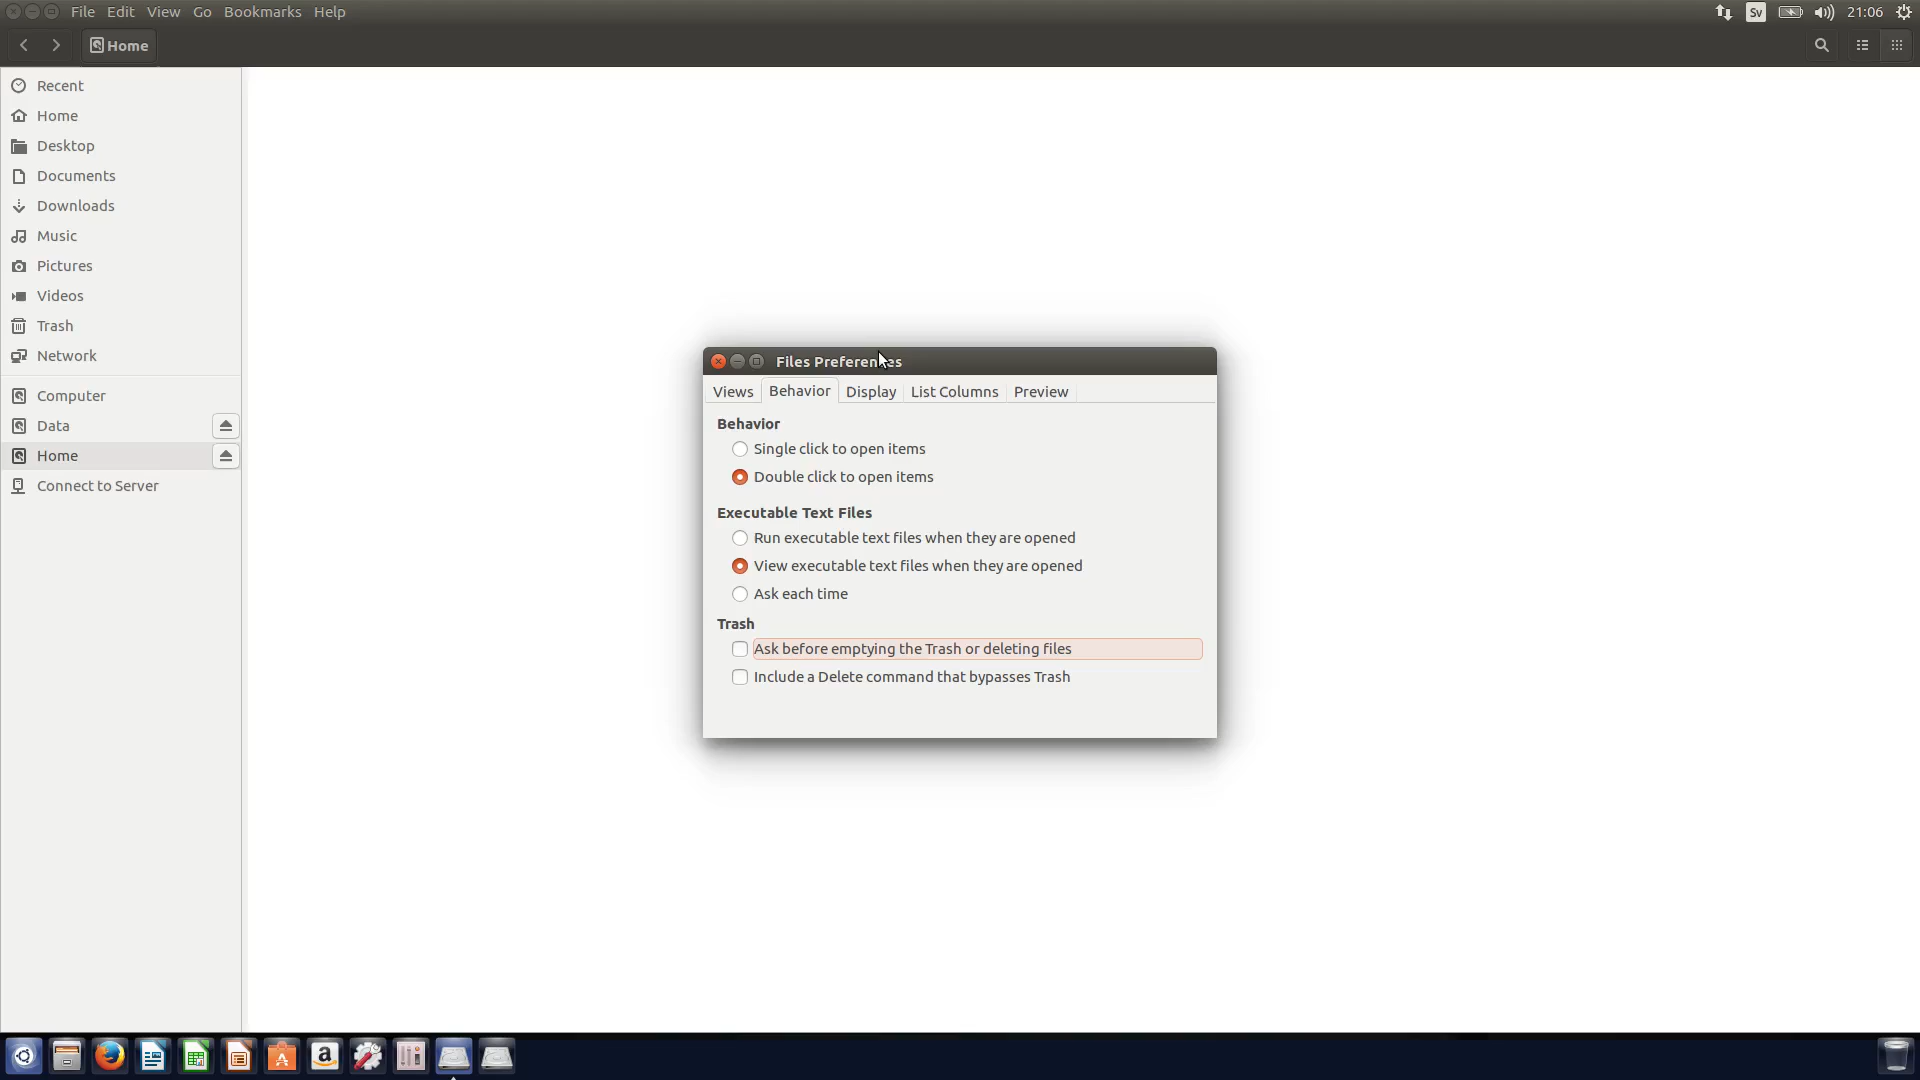 File Edit View Go Bookmarks Help
Sv 21:06
Home
Recent
Home
Desktop
Documents
Downloads
Music
Pictures
Videos
Trash
Network
Computer
Data
Home
Connect to Server
Files Preferences
Views Behavior Display List Columns Preview
Behavior
Single click to open items
Double click to open items
Executable Text Files
Run executable text files when they are opened
View executable text files when they are opened
Ask each time
Trash
Ask before emptying the Trash or deleting files
Include a Delete command that bypasses Trash